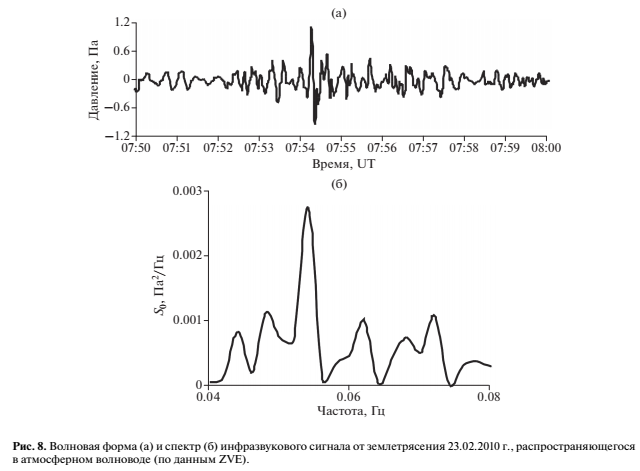 (а)
Давление, Па
1.2
0.6
0
−0.6
−1.2
07:50 07:51 07:52 07:53 07:54 07:55 07:56 07:57 07:58 07:59 08:00
Время, UT
(б)
S₀, Па²/Гц
0.003
0.002
0.001
0
0.04 0.06 0.08
Частота, Гц
Рис. 8. Волновая форма (а) и спектр (б) инфразвукового сигнала от землетрясения 23.02.2010 г., распространяющегося
в атмосферном волноводе (по данным ZVE).